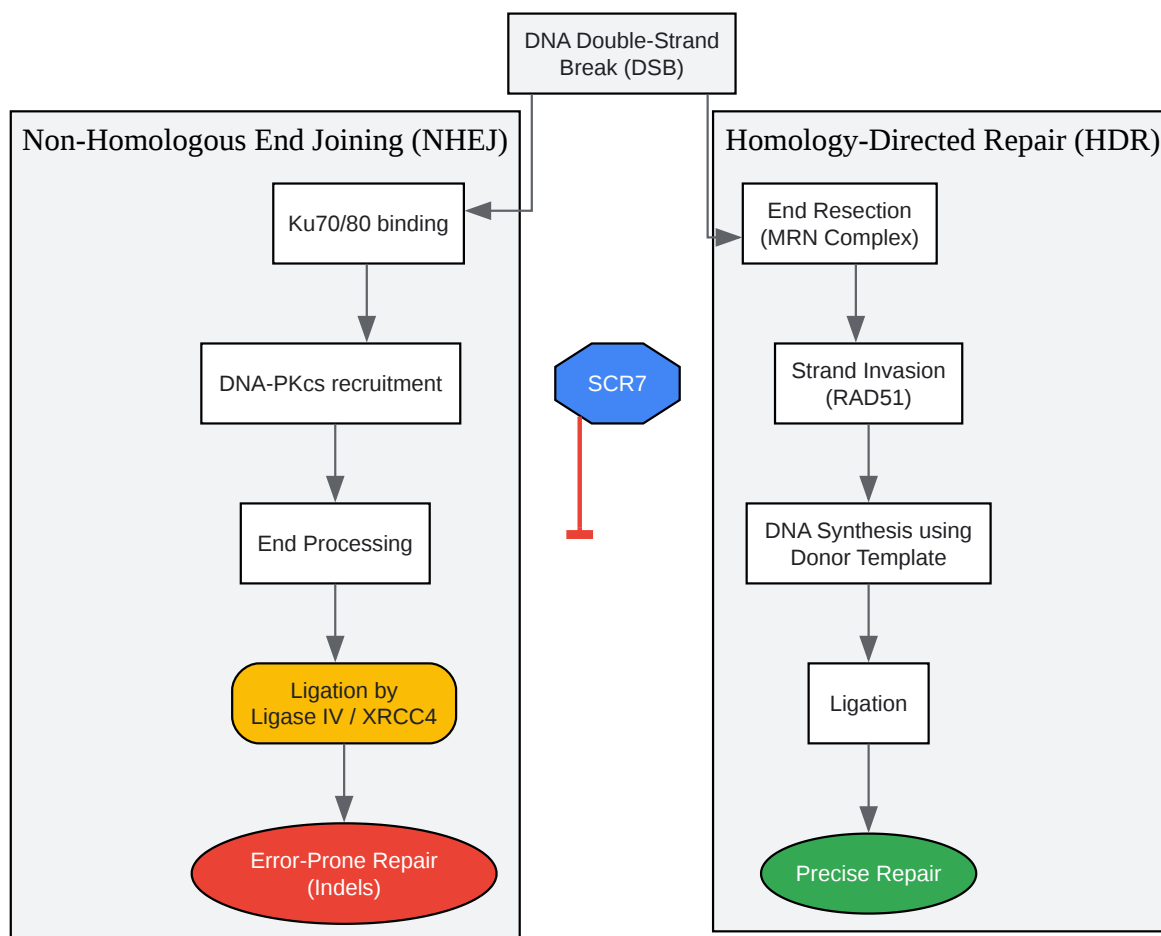 DNA Double-Strand
Break (DSB)
Non-Homologous End Joining (NHEJ)
Ku70/80 binding
DNA-PKcs recruitment
End Processing
Ligation by
Ligase IV / XRCC4
Error-Prone Repair
(Indels)
SCR7
Homology-Directed Repair (HDR)
End Resection
(MRN Complex)
Strand Invasion
(RAD51)
DNA Synthesis using
Donor Template
Ligation
Precise Repair